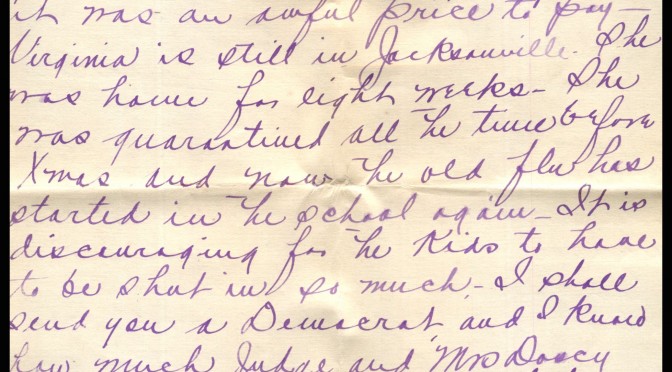 it was an awful price to pay—
Virginia is still in Jacksonville. She
was home for eight weeks – She
was quarantined all the time before
Xmas and now the old flu has
started in the school again – It is
discouraging for the kids to have
to be shut in so much – I shall
send you a Democrat, and I know
how much Judge and Mrs